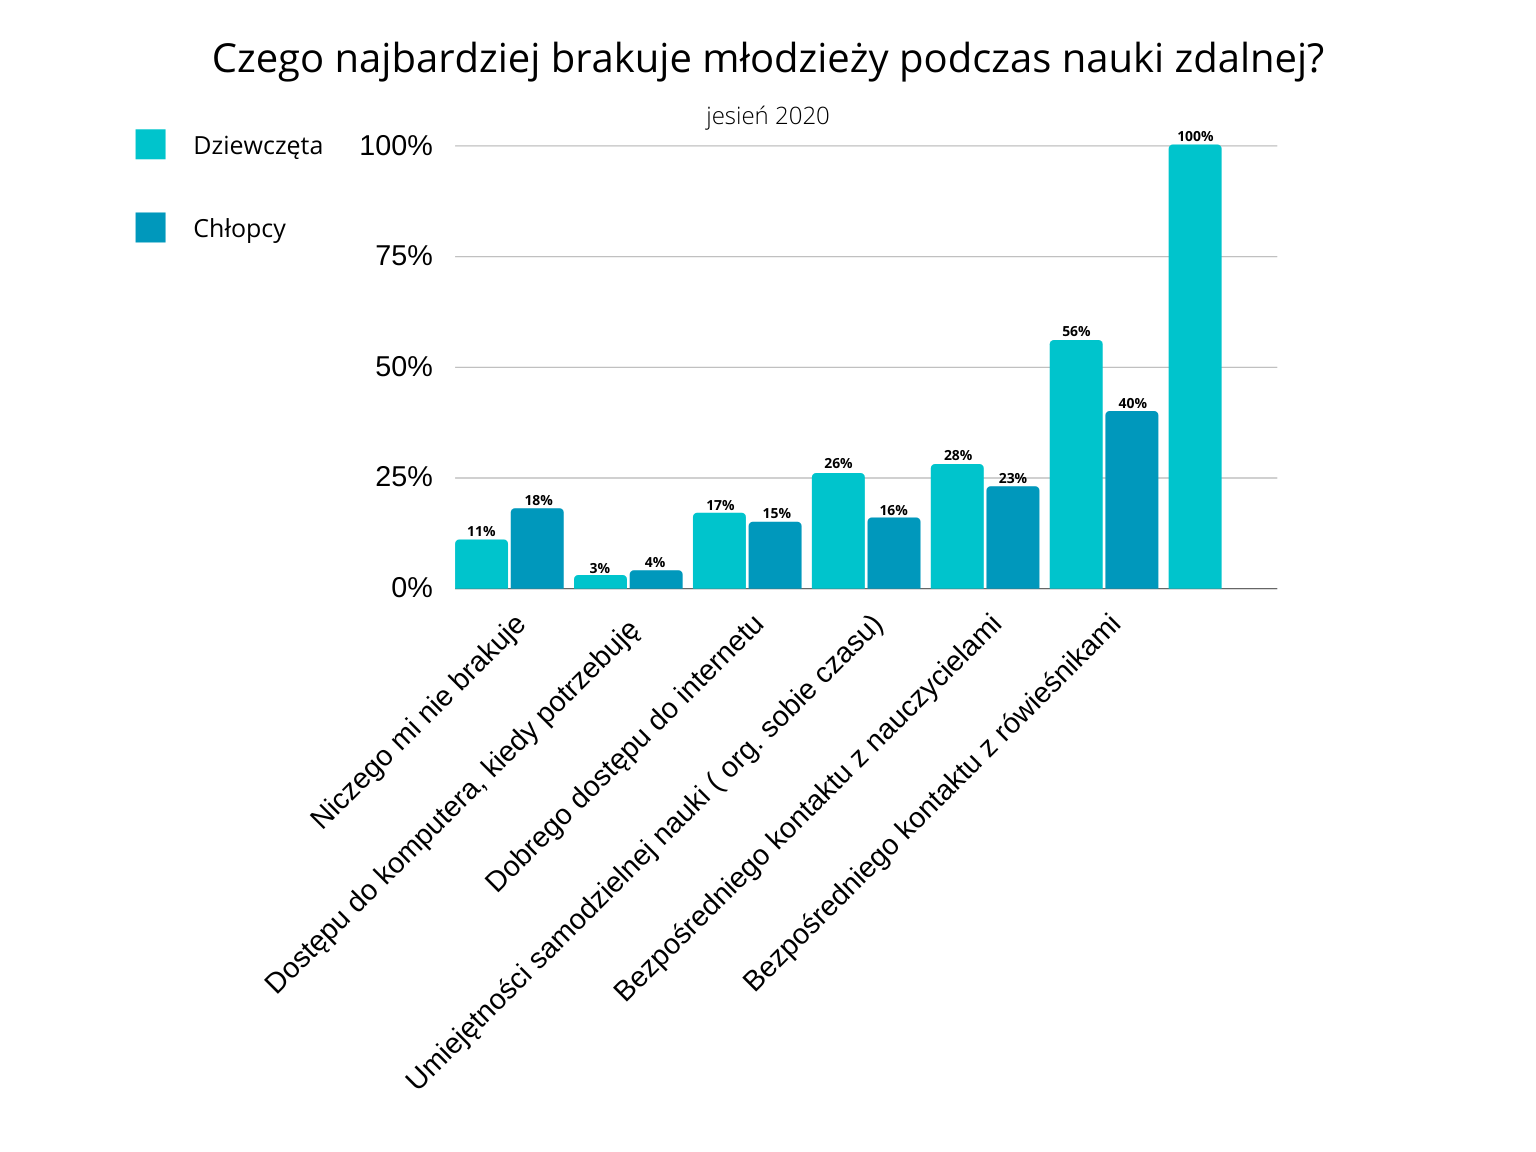 Czego najbardziej brakuje młodzieży podczas nauki zdalnej?
jesień 2020
Dziewczęta
Chłopcy
100%
75%
50%
25%
0%
11%
18%
3%
4%
17%
15%
26%
16%
28%
23%
56%
40%
100%
Niczego mi nie brakuje
Dostępu do komputera, kiedy potrzebuję
Dobrego dostępu do internetu
Umiejętności samodzielnej nauki ( org. sobie czasu)
Bezpośredniego kontaktu z nauczycielami
Bezpośredniego kontaktu z rówieśnikami